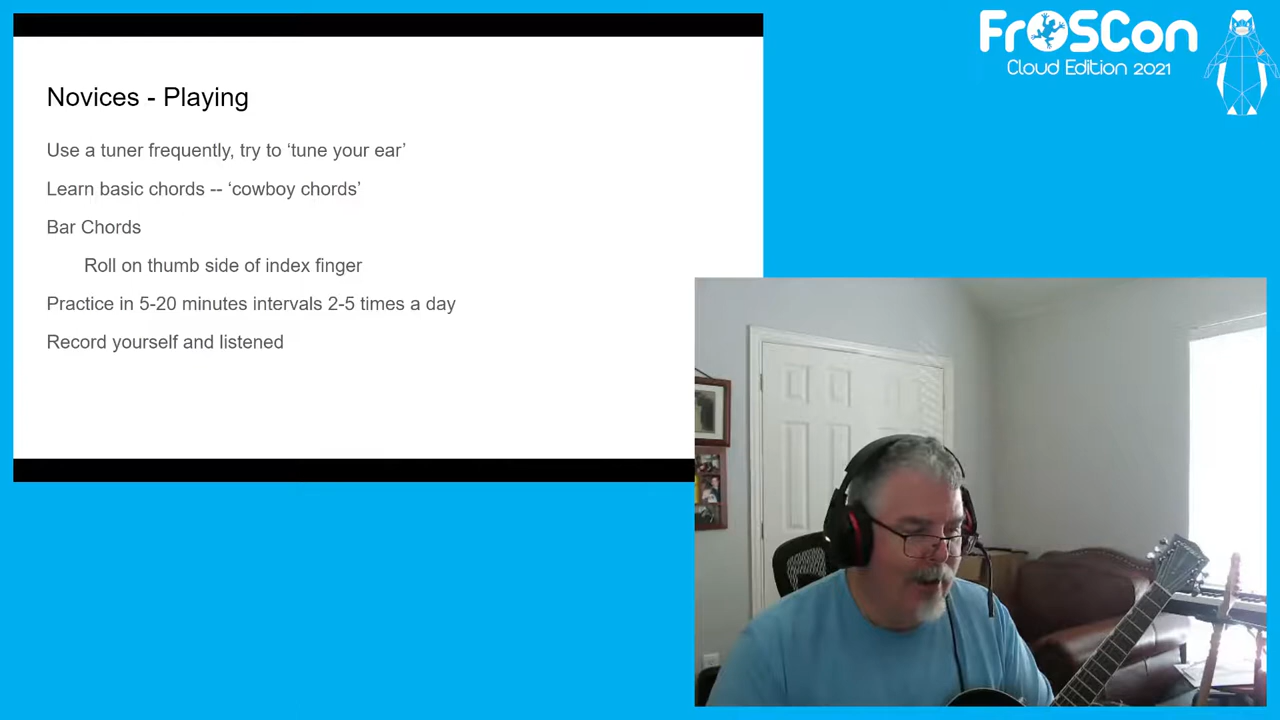 FrOSCon
Cloud Edition 2021
Novices - Playing
Use a tuner frequently, try to ‘tune your ear’
Learn basic chords -- ‘cowboy chords’
Bar Chords
Roll on thumb side of index finger
Practice in 5-20 minutes intervals 2-5 times a day
Record yourself and listened